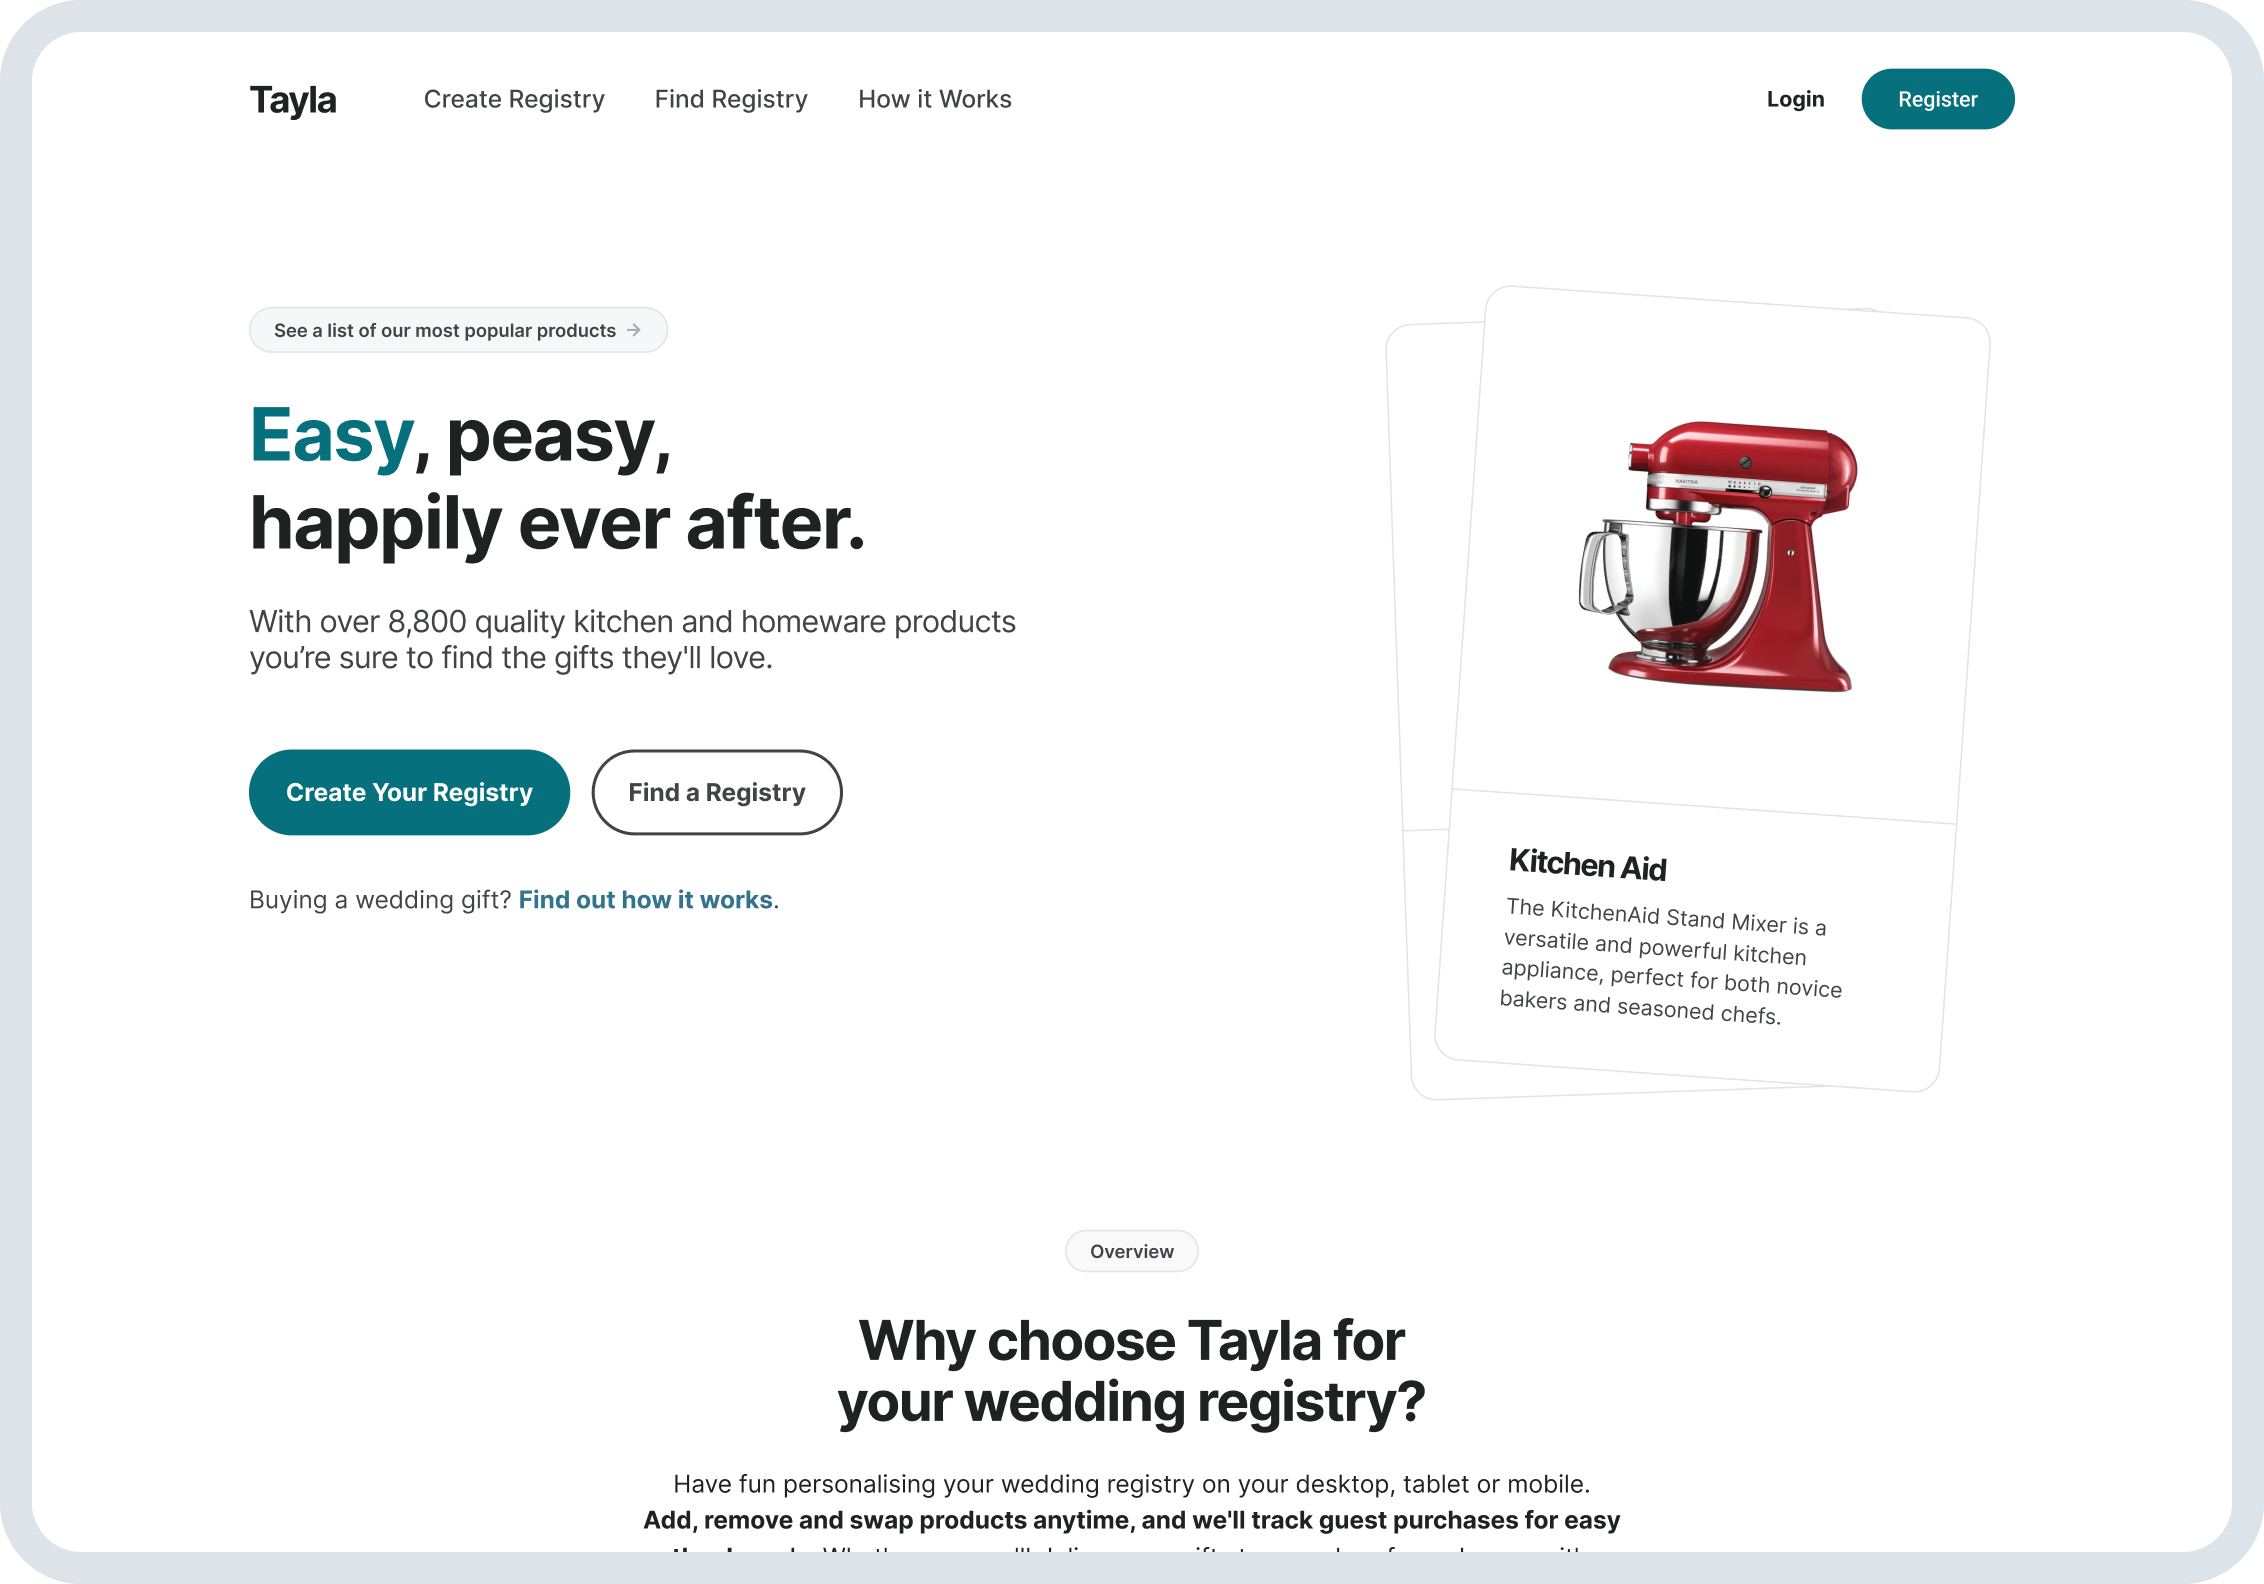 Tayla
Create Registry
Find Registry
How it Works
Login
Register
See a list of our most popular products →
Easy, peasy,
happily ever after.
With over 8,800 quality kitchen and homeware products
you’re sure to find the gifts they'll love.
Create Your Registry
Find a Registry
Buying a wedding gift? Find out how it works.
Kitchen Aid
The KitchenAid Stand Mixer is a
versatile and powerful kitchen
appliance, perfect for both novice
bakers and seasoned chefs.
Overview
Why choose Tayla for
your wedding registry?
Have fun personalising your wedding registry on your desktop, tablet or mobile.
Add, remove and swap products anytime, and we'll track guest purchases for easy